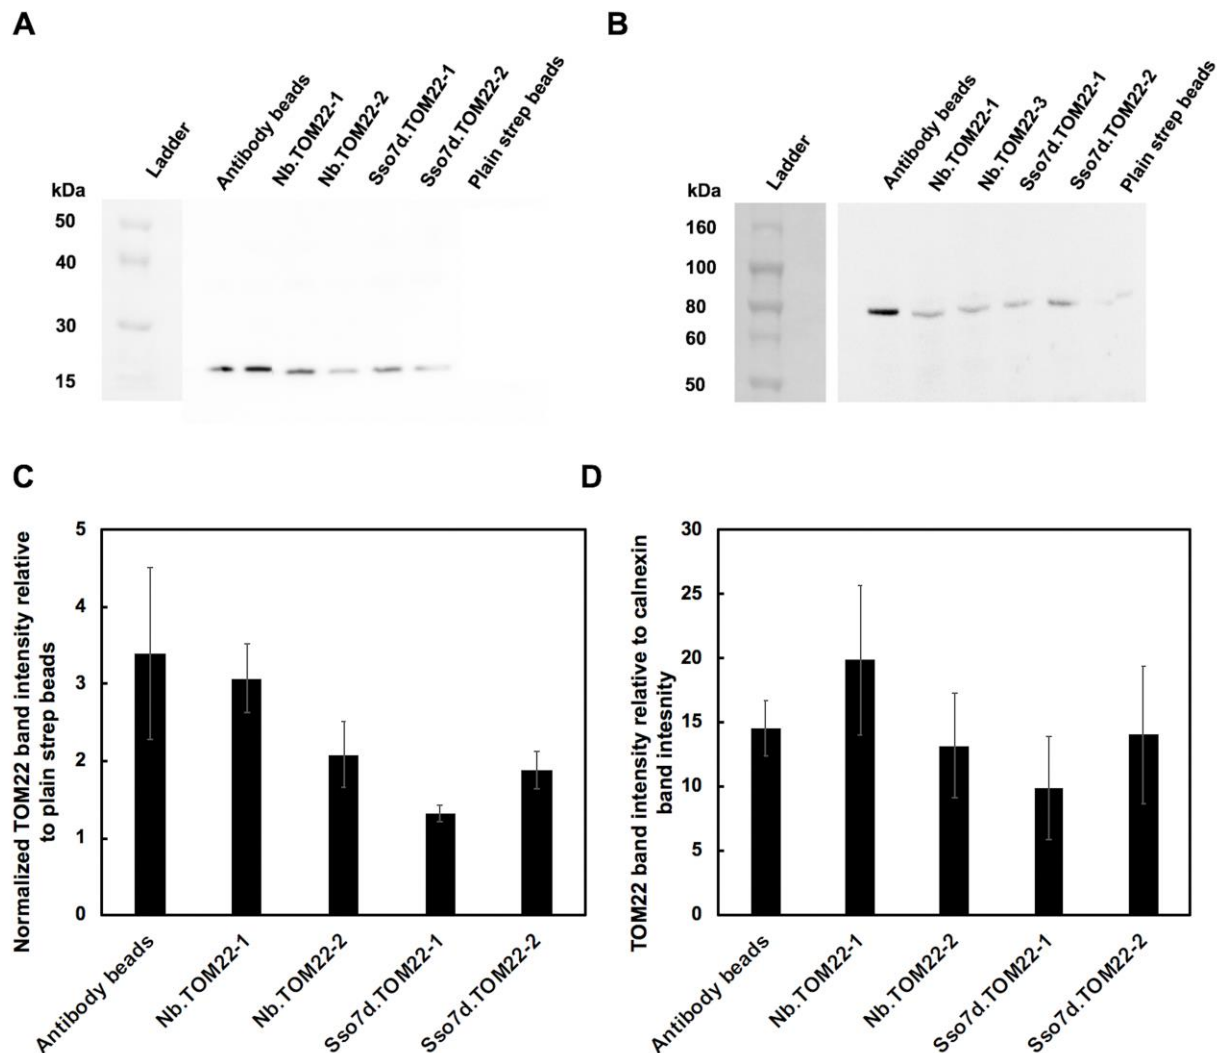 A
B
Ladder
Antibody beads
Nb.TOM22-1
Nb.TOM22-2
Sso7d.TOM22-1
Sso7d.TOM22-2
Plain strep beads
kDa
50
40
30
15
Ladder
Antibody beads
Nb.TOM22-1
Nb.TOM22-3
Sso7d.TOM22-1
Sso7d.TOM22-2
Plain strep beads
kDa
160
100
80
60
50
C
D
Normalized TOM22 band intensity relative
to plain strep beads
5
4
3
2
1
0
Antibody beads
Nb.TOM22-1
Nb.TOM22-2
Sso7d.TOM22-1
Sso7d.TOM22-2
TOM22 band intensity relative to calnexin
band intesnity
30
25
20
15
10
5
0
Antibody beads
Nb.TOM22-1
Nb.TOM22-2
Sso7d.TOM22-1
Sso7d.TOM22-2